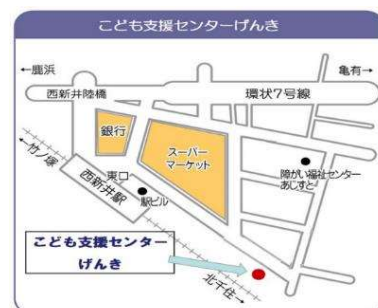 こども支援センターげんき
←鹿浜
亀有→
西新井陸橋
環状7号線
銀行
スーパー
マーケット
←竹ノ塚
東口
西新井駅
駅ビル
障がい福祉センター
あしすと
こども支援センター
げんき
北千住→